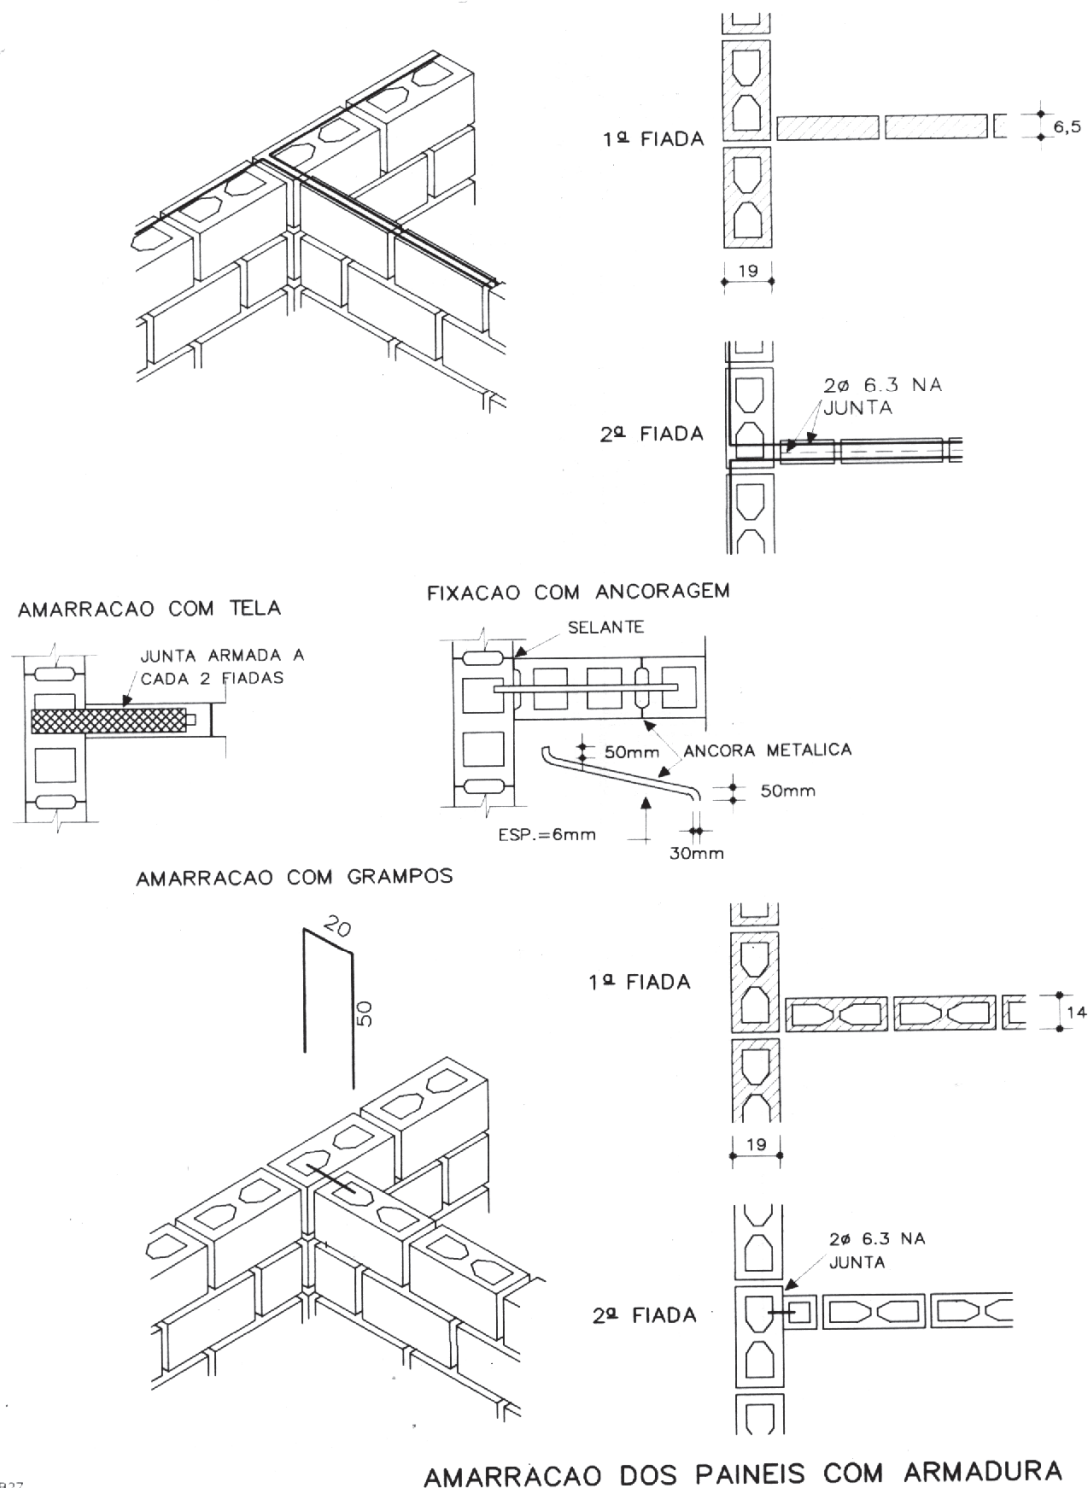 1ª FIADA
6,5
19
2ø 6.3 NA
JUNTA
2ª FIADA
AMARRACAO COM TELA
JUNTA ARMADA A
CADA 2 FIADAS
FIXACAO COM ANCORAGEM
SELANTE
50mm
ANCORA METALICA
50mm
ESP.=6mm
30mm
AMARRACAO COM GRAMPOS
20
50
1ª FIADA
14
19
2ø 6.3 NA
JUNTA
2ª FIADA
AMARRACAO DOS PAINEIS COM ARMADURA